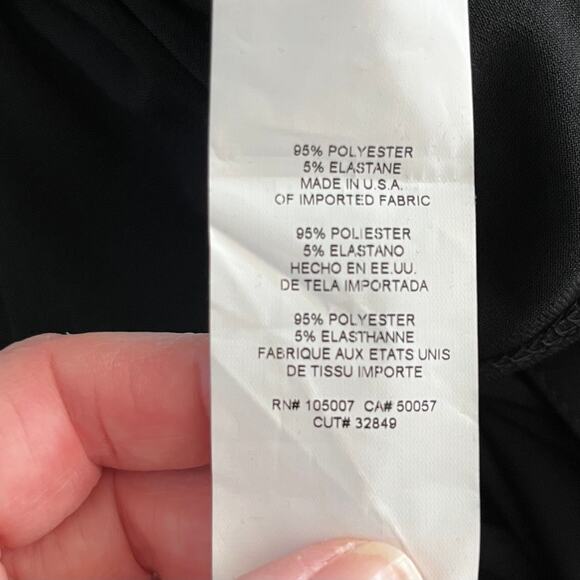 95% POLYESTER
5% ELASTANE
MADE IN U.S.A.
OF IMPORTED FABRIC
95% POLIESTER
5% ELASTANO
HECHO EN EE.UU.
DE TELA IMPORTADA
95% POLYESTER
5% ELASTHANNE
FABRIQUE AUX ETATS UNIS
DE TISSU IMPORTE
RN# 105007 CA# 50057
CUT# 32849